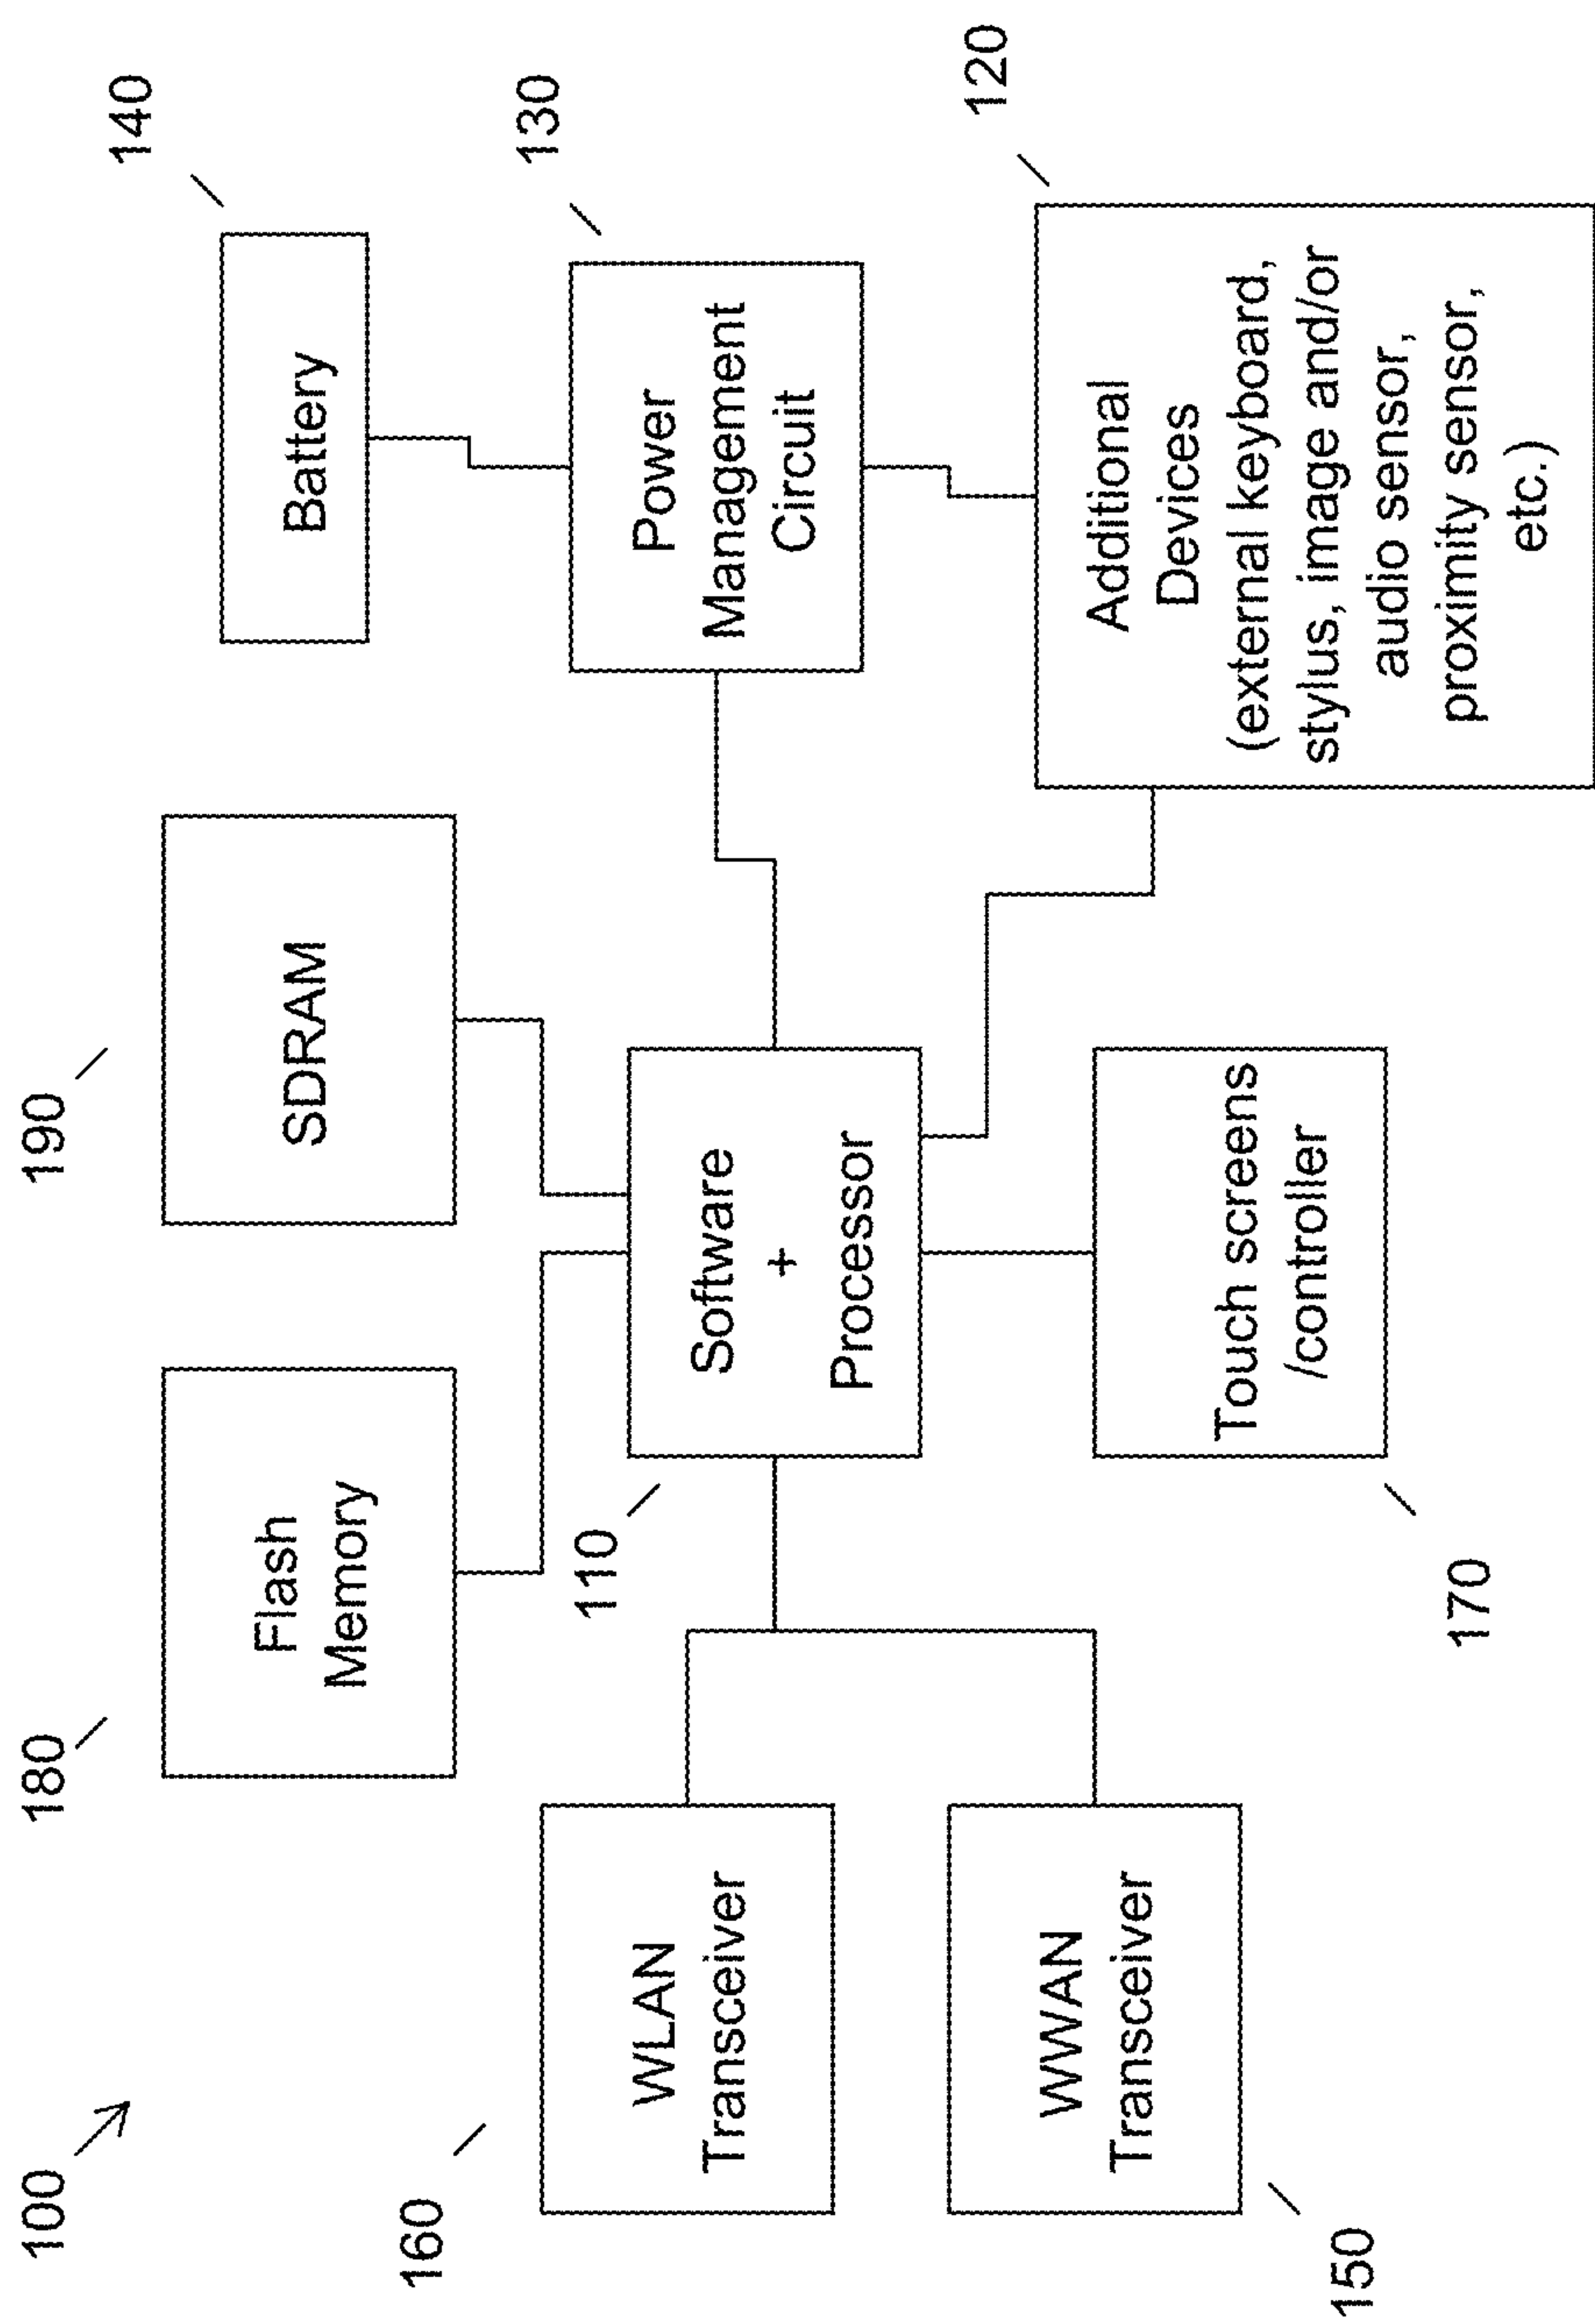 100
180
190
140
Flash
Memory
SDRAM
Battery
160
110
130
WLAN
Transceiver
Software
+
Processor
Power
Management
Circuit
120
WWAN
Transceiver
Touch screens
/controller
Additional
Devices
(external keyboard,
stylus, image and/or
audio sensor,
proximity sensor,
etc.)
150
170